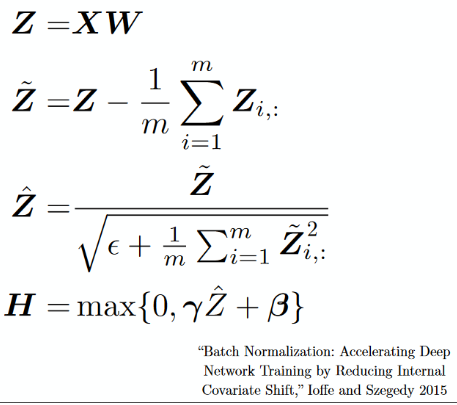 Z = XW
Z̃ = Z − 1/m ∑_{i=1}^{m} Z_{i,:}
Ẑ = Z̃ / √(ϵ + 1/m ∑_{i=1}^{m} Z̃²_{i,:})
H = max{0, γẐ + β}
“Batch Normalization: Accelerating Deep
Network Training by Reducing Internal
Covariate Shift,” Ioffe and Szegedy 2015